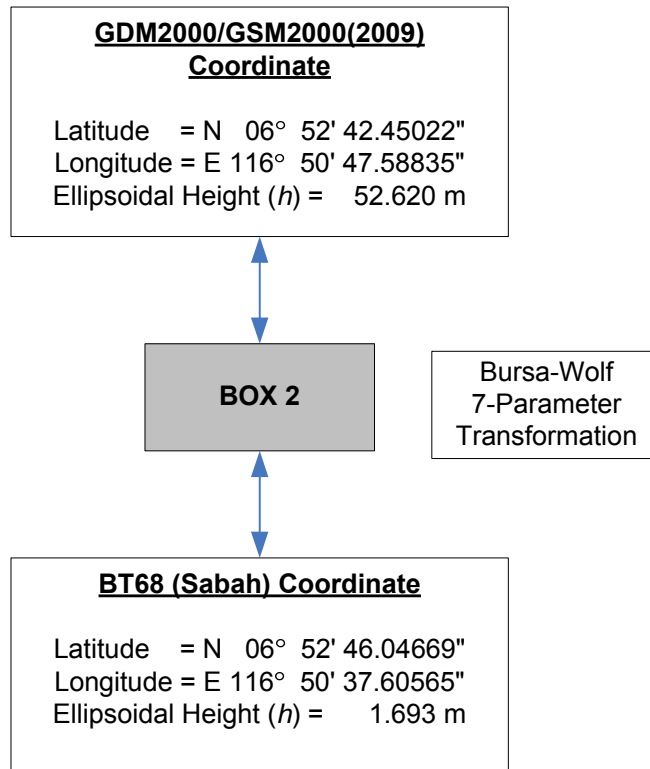 GDM2000/GSM2000(2009)
Coordinate
Latitude = N 06° 52' 42.45022"
Longitude = E 116° 50' 47.58835"
Ellipsoidal Height (h) = 52.620 m
BOX 2
Bursa-Wolf
7-Parameter
Transformation
BT68 (Sabah) Coordinate
Latitude = N 06° 52' 46.04669"
Longitude = E 116° 50' 37.60565"
Ellipsoidal Height (h) = 1.693 m